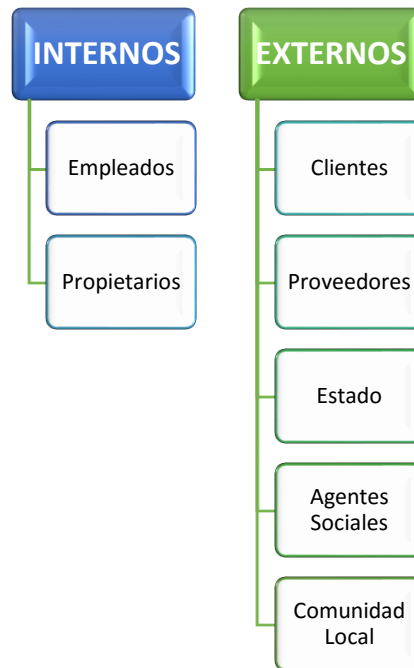 INTERNOS
Empleados
Propietarios
EXTERNOS
Clientes
Proveedores
Estado
Agentes
Sociales
Comunidad
Local